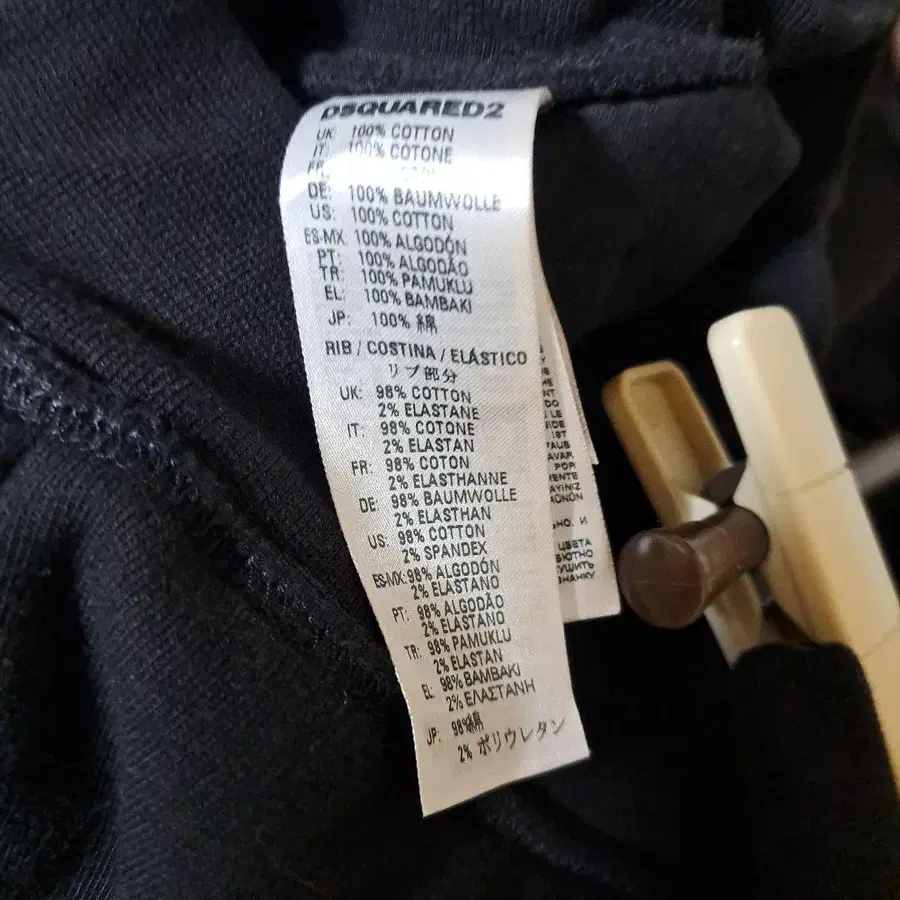 DSQUARED2
UK: 100% COTTON
IT: 100% COTONE
FR:
DE: 100% BAUMWOLLE
US: 100% COTTON
ES-MX: 100% ALGODÓN
PT: 100% ALGODÃO
TR: 100% PAMUKLU
EL: 100% BAMBAKI
JP: 100% 綿
RIB / COSTINA / ELÁSTICO
リブ部分
UK: 98% COTTON
2% ELASTANE
IT: 98% COTONE
2% ELASTAN
FR: 98% COTON
2% ELASTHANNE
DE: 98% BAUMWOLLE
2% ELASTHAN
US: 98% COTTON
2% SPANDEX
ES-MX: 98% ALGODÓN
2% ELASTANO
PT: 98% ALGODÃO
2% ELASTANO
TR: 98% PAMUKLU
2% ELASTAN
EL: 98% BAMBAKI
2% ΕΛΑΣΤΑΝΗ
JP: 98% 綿
2% ポリウレタン